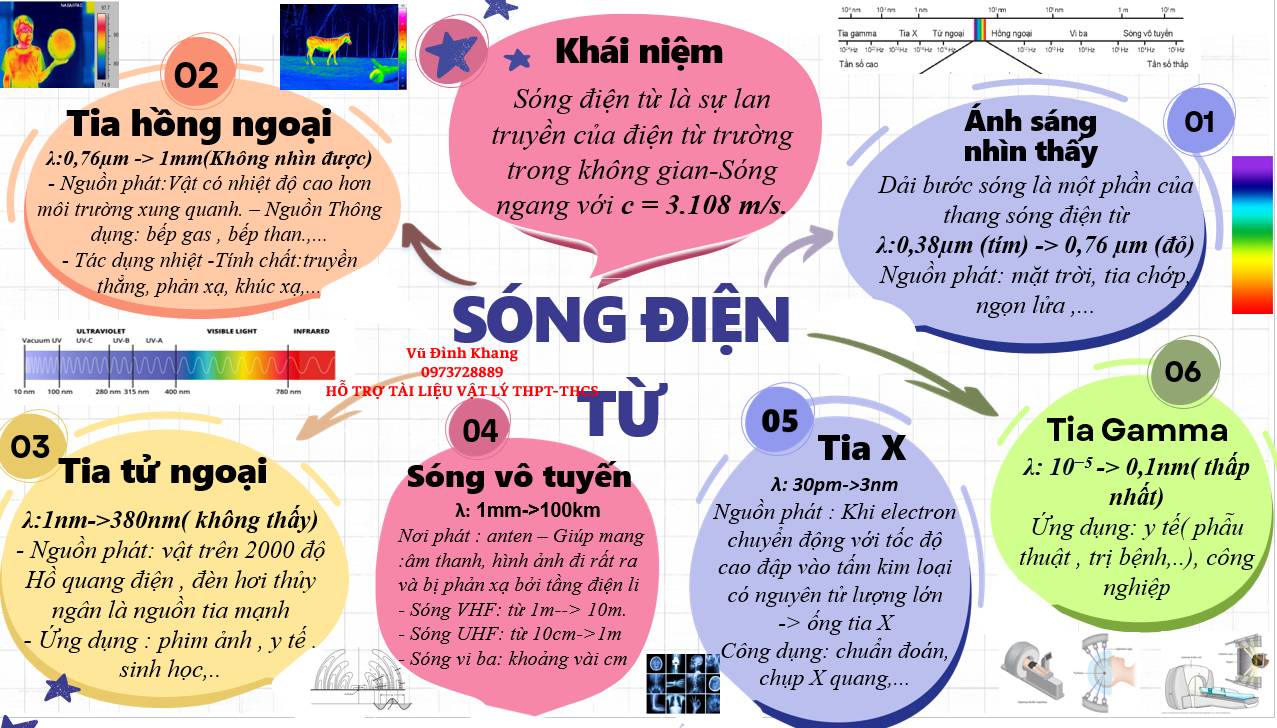 Khái niệm
Sóng điện từ là sự lan
truyền của điện từ trường
trong không gian-Sóng
ngang với c = 3.108 m/s.
SÓNG ĐIỆN
TỪ
Vũ Đình Khang
0973728889
HỖ TRỢ TÀI LIỆU VẬT LÝ THPT-THCS
01
Ánh sáng
nhìn thấy
Dải bước sóng là một phần của
thang sóng điện từ
λ:0,38µm (tím) -> 0,76 µm (đỏ)
Nguồn phát: mặt trời, tia chớp,
ngọn lửa ,...
Tia gamma Tia X Tử ngoại Hồng ngoại Vi ba Sóng vô tuyến
Tần số cao Tần số thấp
02
Tia hồng ngoại
λ:0,76µm -> 1mm(Không nhìn được)
- Nguồn phát:Vật có nhiệt độ cao hơn
môi trường xung quanh. – Nguồn Thông
dụng: bếp gas , bếp than.,...
- Tác dụng nhiệt -Tính chất:truyền
thẳng, phản xạ, khúc xạ,...
ULTRAVIOLET VISIBLE LIGHT INFRARED
Vacuum UV UV-C UV-B UV-A
10 nm 100 nm 280 nm 315 nm 400 nm 780 nm
03
Tia tử ngoại
λ:1nm->380nm( không thấy)
- Nguồn phát: vật trên 2000 độ
Hồ quang điện , đèn hơi thủy
ngân là nguồn tia mạnh
- Ứng dụng : phim ảnh , y tế .
sinh học,..
04
Sóng vô tuyến
λ: 1mm->100km
Nơi phát : anten – Giúp mang
:âm thanh, hình ảnh đi rất ra
và bị phản xạ bởi tầng điện li
- Sóng VHF: từ 1m--> 10m.
- Sóng UHF: từ 10cm->1m
- Sóng vi ba: khoảng vài cm
05
Tia X
λ: 30pm->3nm
Nguồn phát : Khi electron
chuyển động với tốc độ
cao đập vào tấm kim loại
có nguyên tử lượng lớn
-> ống tia X
Công dụng: chuẩn đoán,
chụp X quang,...
06
Tia Gamma
λ: 10⁻⁵ -> 0,1nm( thấp
nhất)
Ứng dụng: y tế( phẫu
thuật , trị bệnh,..), công
nghiệp